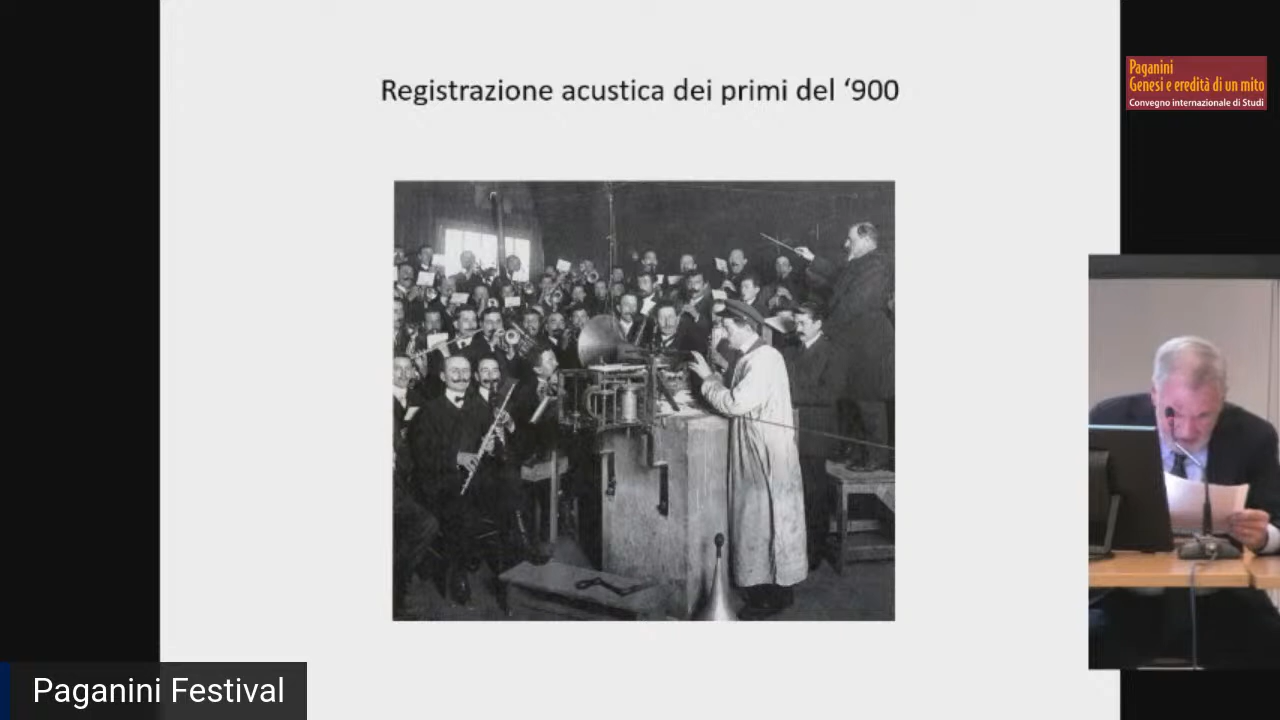 Registrazione acustica dei primi del ‘900
Paganini
Genesi e eredità di un mito
Convegno internazionale di Studi
Paganini Festival